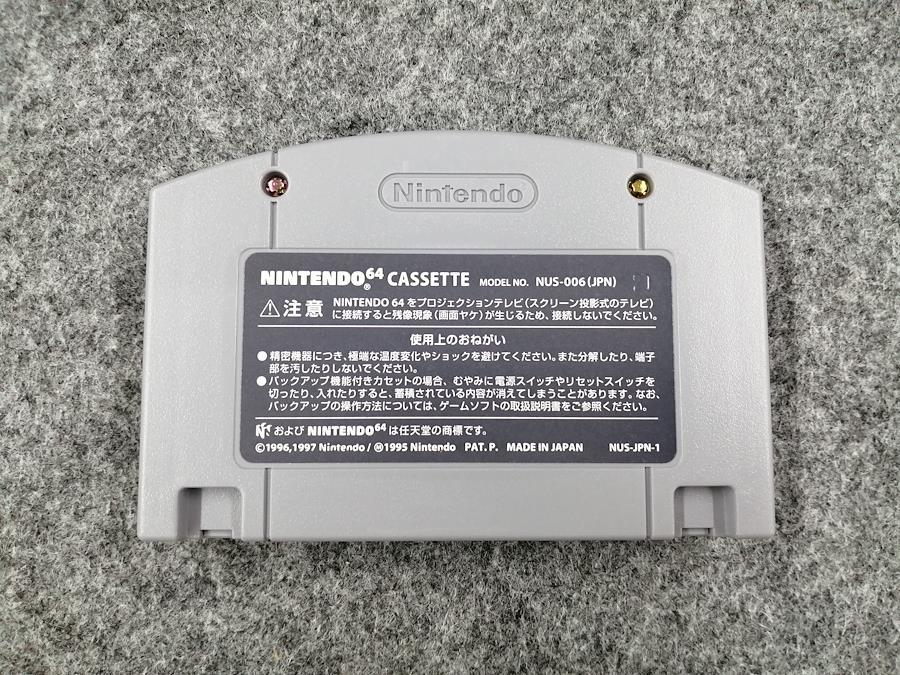 Nintendo
NINTENDO64® CASSETTE MODEL NO. NUS-006(JPN)
⚠注意 NINTENDO 64 をプロジェクションテレビ(スクリーン投影式のテレビ)
に接続すると残像現象(画面ヤケ)が生じるため、接続しないでください。
使用上のおねがい
●精密機器につき、極端な温度変化やショックを避けてください。また分解したり、端子
部を汚したりしないでください。
●バックアップ機能付きカセットの場合、むやみに電源スイッチやリセットスイッチを
切ったり、入れたりすると、蓄積されている内容が消えてしまうことがあります。なお、
バックアップの操作方法については、ゲームソフトの取扱説明書をご参照ください。
および NINTENDO64 は任天堂の商標です。
©1996,1997 Nintendo/Ⓜ1995 Nintendo PAT. P. MADE IN JAPAN NUS-JPN-1